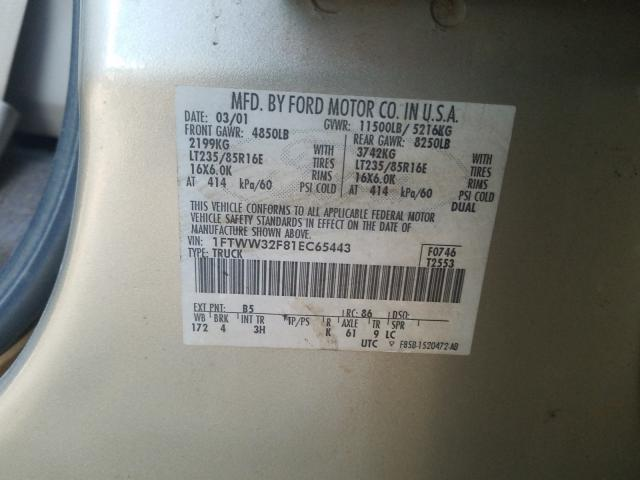 MFD. BY FORD MOTOR CO. IN U.S.A.
DATE: 03/01 GVWR: 11500LB/ 5216KG
FRONT GAWR: 4850LB REAR GAWR: 8250LB
2199KG WITH 3742KG WITH
LT235/85R16E TIRES LT235/85R16E TIRES
16X6.0K RIMS 16X6.0K RIMS
AT 414 kPa/60 PSI COLD AT 414 kPa/60 PSI COLD
DUAL
THIS VEHICLE CONFORMS TO ALL APPLICABLE FEDERAL MOTOR
VEHICLE SAFETY STANDARDS IN EFFECT ON THE DATE OF
MANUFACTURE SHOWN ABOVE.
VIN: 1FTWW32F81EC65443 F0746
TYPE: TRUCK T2553
EXT PNT: B5 RC: 86 DSO:
WB BRK INT TR TP/PS R AXLE TR SPR
172 4 3H K 61 9 LC
UTC F85B-1520472-AB